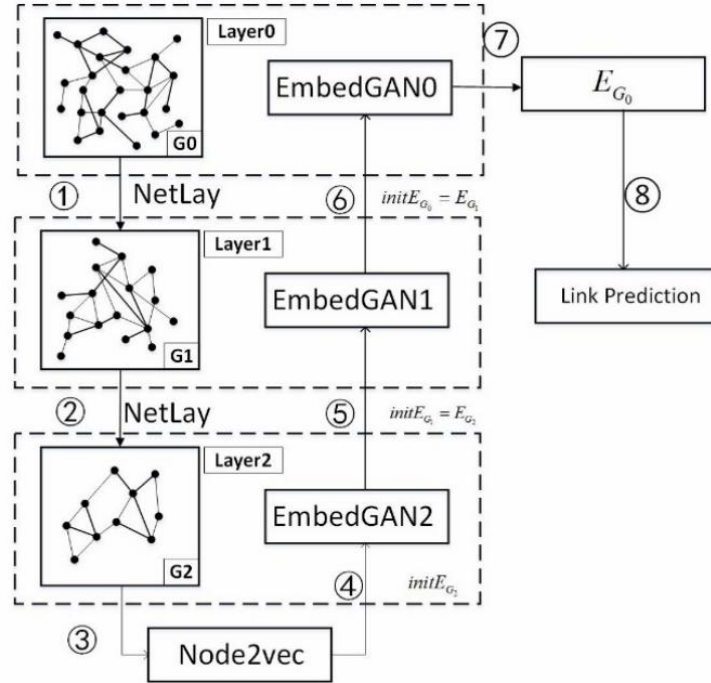 Layer0
⑦
EmbedGAN0
E_{G_0}
G0
① NetLay
⑥ initE_{G_0} = E_{G_1}
⑧
Layer1
EmbedGAN1
Link Prediction
G1
② NetLay
⑤ initE_{G_1} = E_{G_2}
Layer2
EmbedGAN2
G2
④ initE_{G_2}
③
Node2vec